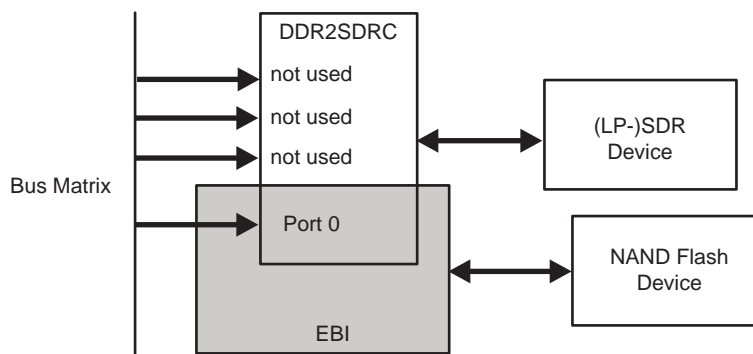 DDR2SDRC
not used
not used
not used
Bus Matrix
Port 0
EBI
(LP-)SDR
Device
NAND Flash
Device